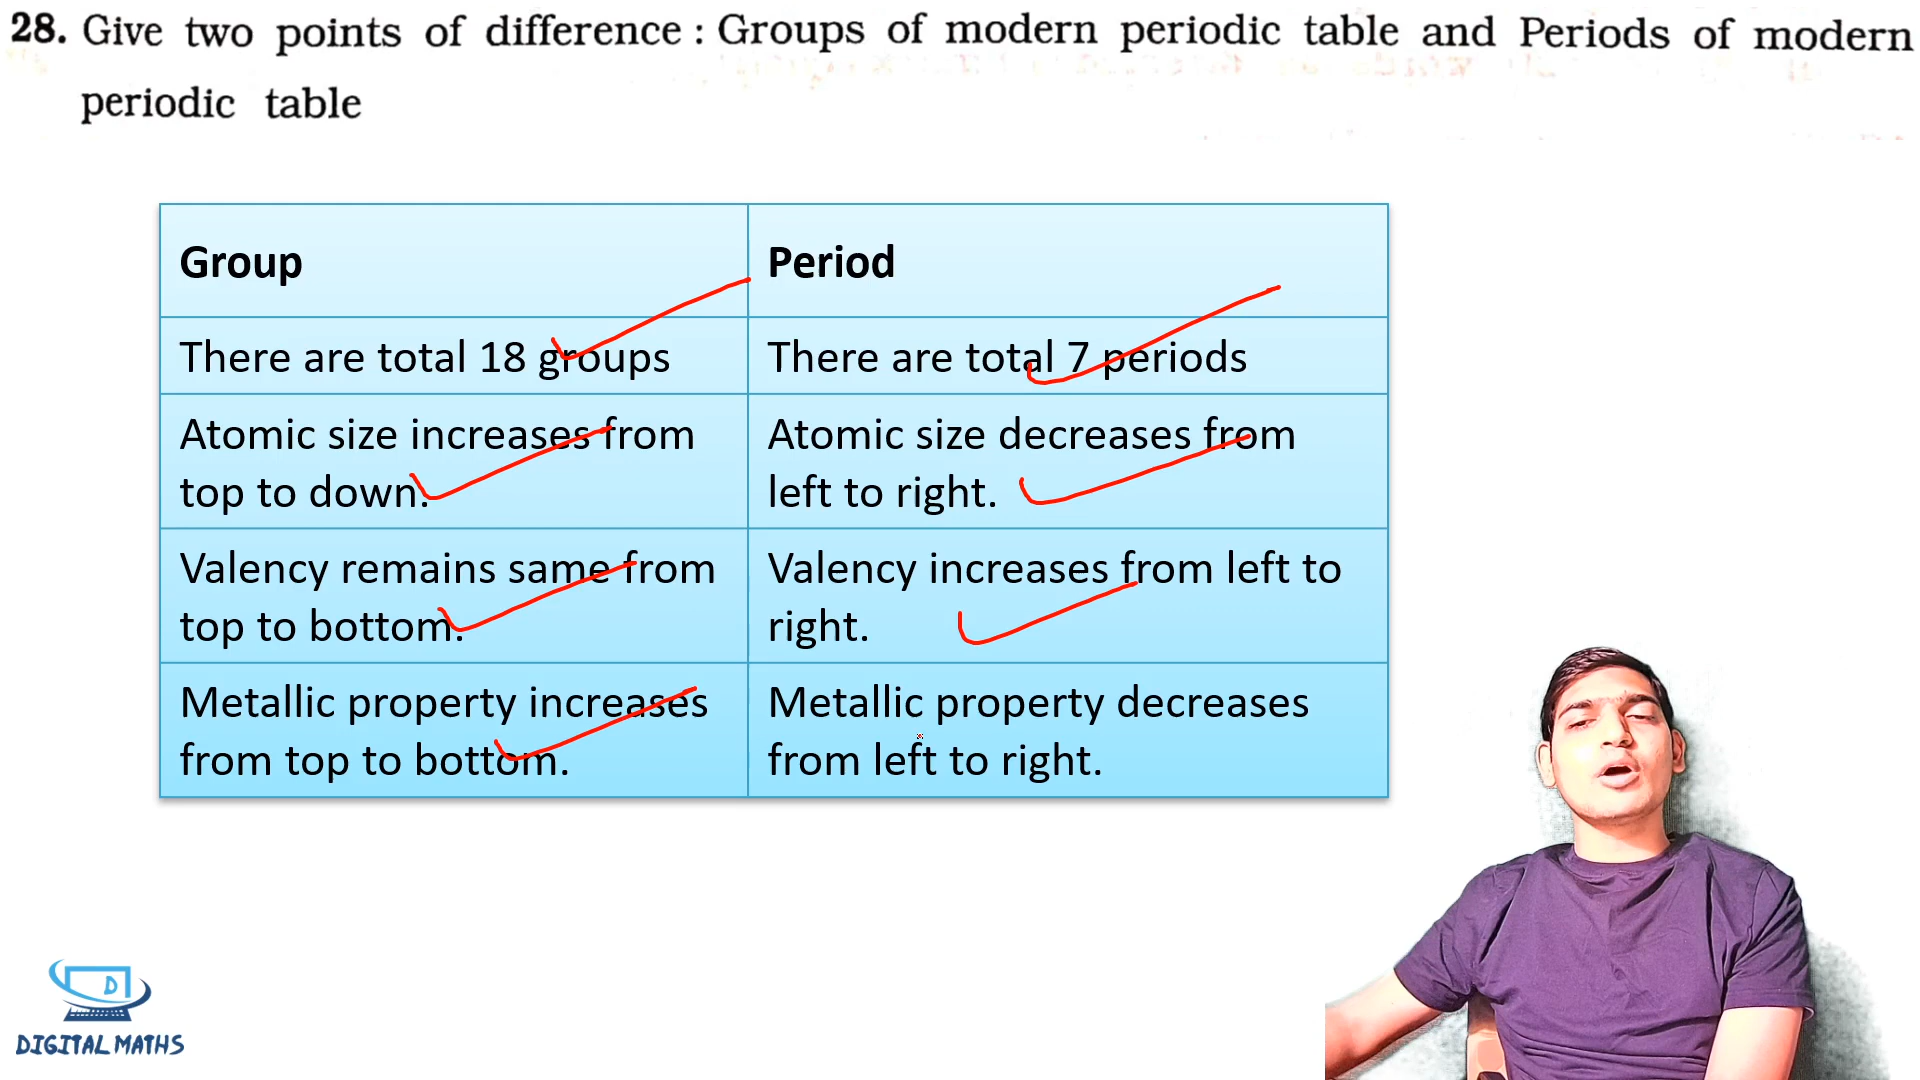 28. Give two points of difference : Groups of modern periodic table and Periods of modern
periodic table
Group
Period
There are total 18 groups
There are total 7 periods
Atomic size increases from
top to down.
Atomic size decreases from
left to right.
Valency remains same from
top to bottom.
Valency increases from left to
right.
Metallic property increases
from top to bottom.
Metallic property decreases
from left to right.
D
DIGITAL MATHS